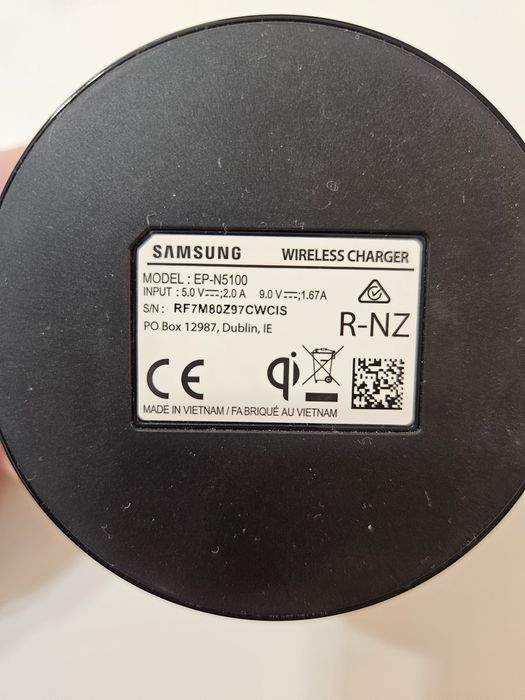 SAMSUNG WIRELESS CHARGER
MODEL : EP-N5100
INPUT : 5.0 V⎓;2.0 A 9.0 V⎓;1.67A
S/N : RF7M80Z97CWCIS
PO Box 12987, Dublin, IE
R-NZ
CE
qi
MADE IN VIETNAM / FABRIQUÉ AU VIETNAM